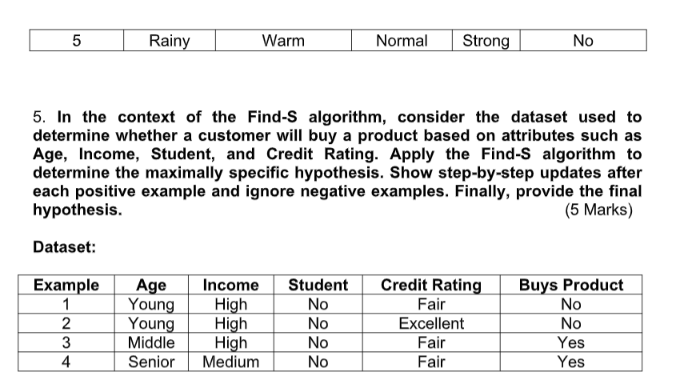 5 Rainy Warm Normal Strong No
5. In the context of the Find-S algorithm, consider the dataset used to
determine whether a customer will buy a product based on attributes such as
Age, Income, Student, and Credit Rating. Apply the Find-S algorithm to
determine the maximally specific hypothesis. Show step-by-step updates after
each positive example and ignore negative examples. Finally, provide the final
hypothesis. (5 Marks)
Dataset:
Example Age Income Student Credit Rating Buys Product
1 Young High No Fair No
2 Young High No Excellent No
3 Middle High No Fair Yes
4 Senior Medium No Fair Yes